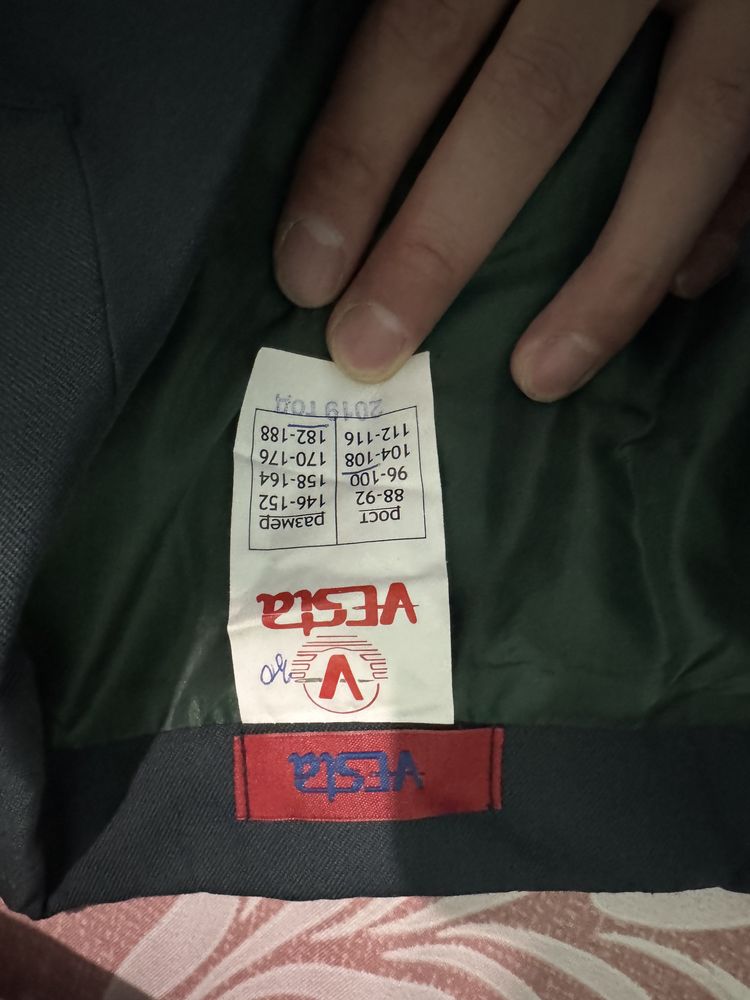 VESta
V
VESta
рост размер
88-92 146-152
96-100 158-164
104-108 170-176
112-116 182-188
2019 год